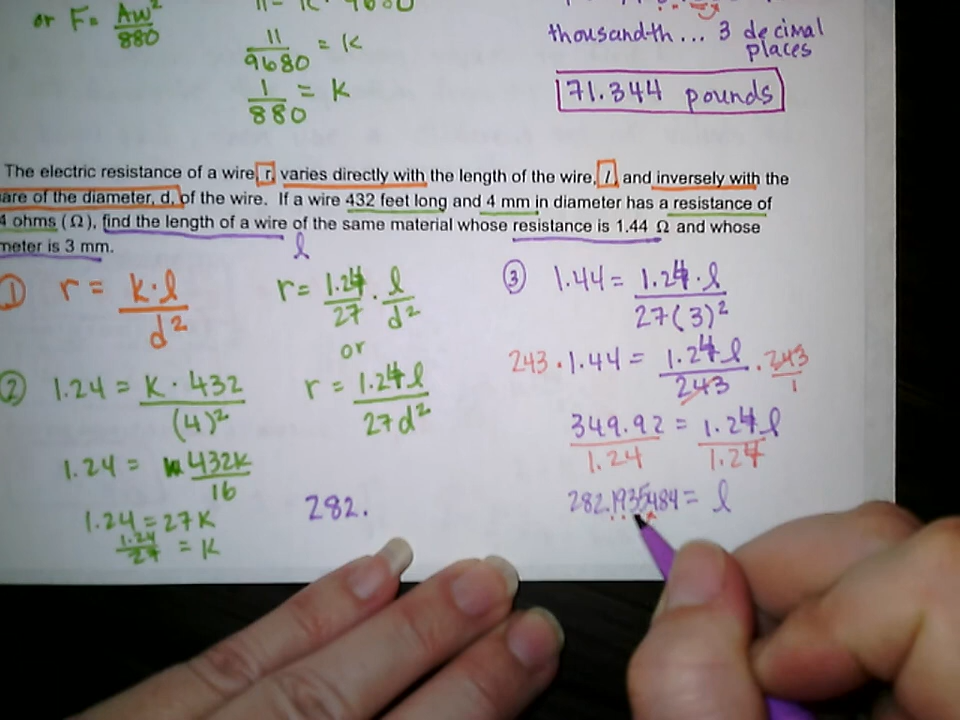 or F = Aw²/880
11/9680 = K
1/880 = K
thousandth ... 3 decimal places
71.344 pounds
The electric resistance of a wire, r, varies directly with the length of the wire, l, and inversely with the
are of the diameter, d, of the wire. If a wire 432 feet long and 4 mm in diameter has a resistance of
4 ohms (Ω), find the length of a wire of the same material whose resistance is 1.44 Ω and whose
meter is 3 mm.
l
① r = k·l/d²
② 1.24 = K · 432/(4)²
1.24 = 432K/16
1.24 = 27K
1.24/27 = K
r = 1.24/27 · l/d²
or
r = 1.24l/27d²
282.
③ 1.44 = 1.24·l/27(3)²
243 · 1.44 = 1.24l/243 · 243/1
349.92/1.24 = 1.24l/1.24
282.1935484 = l